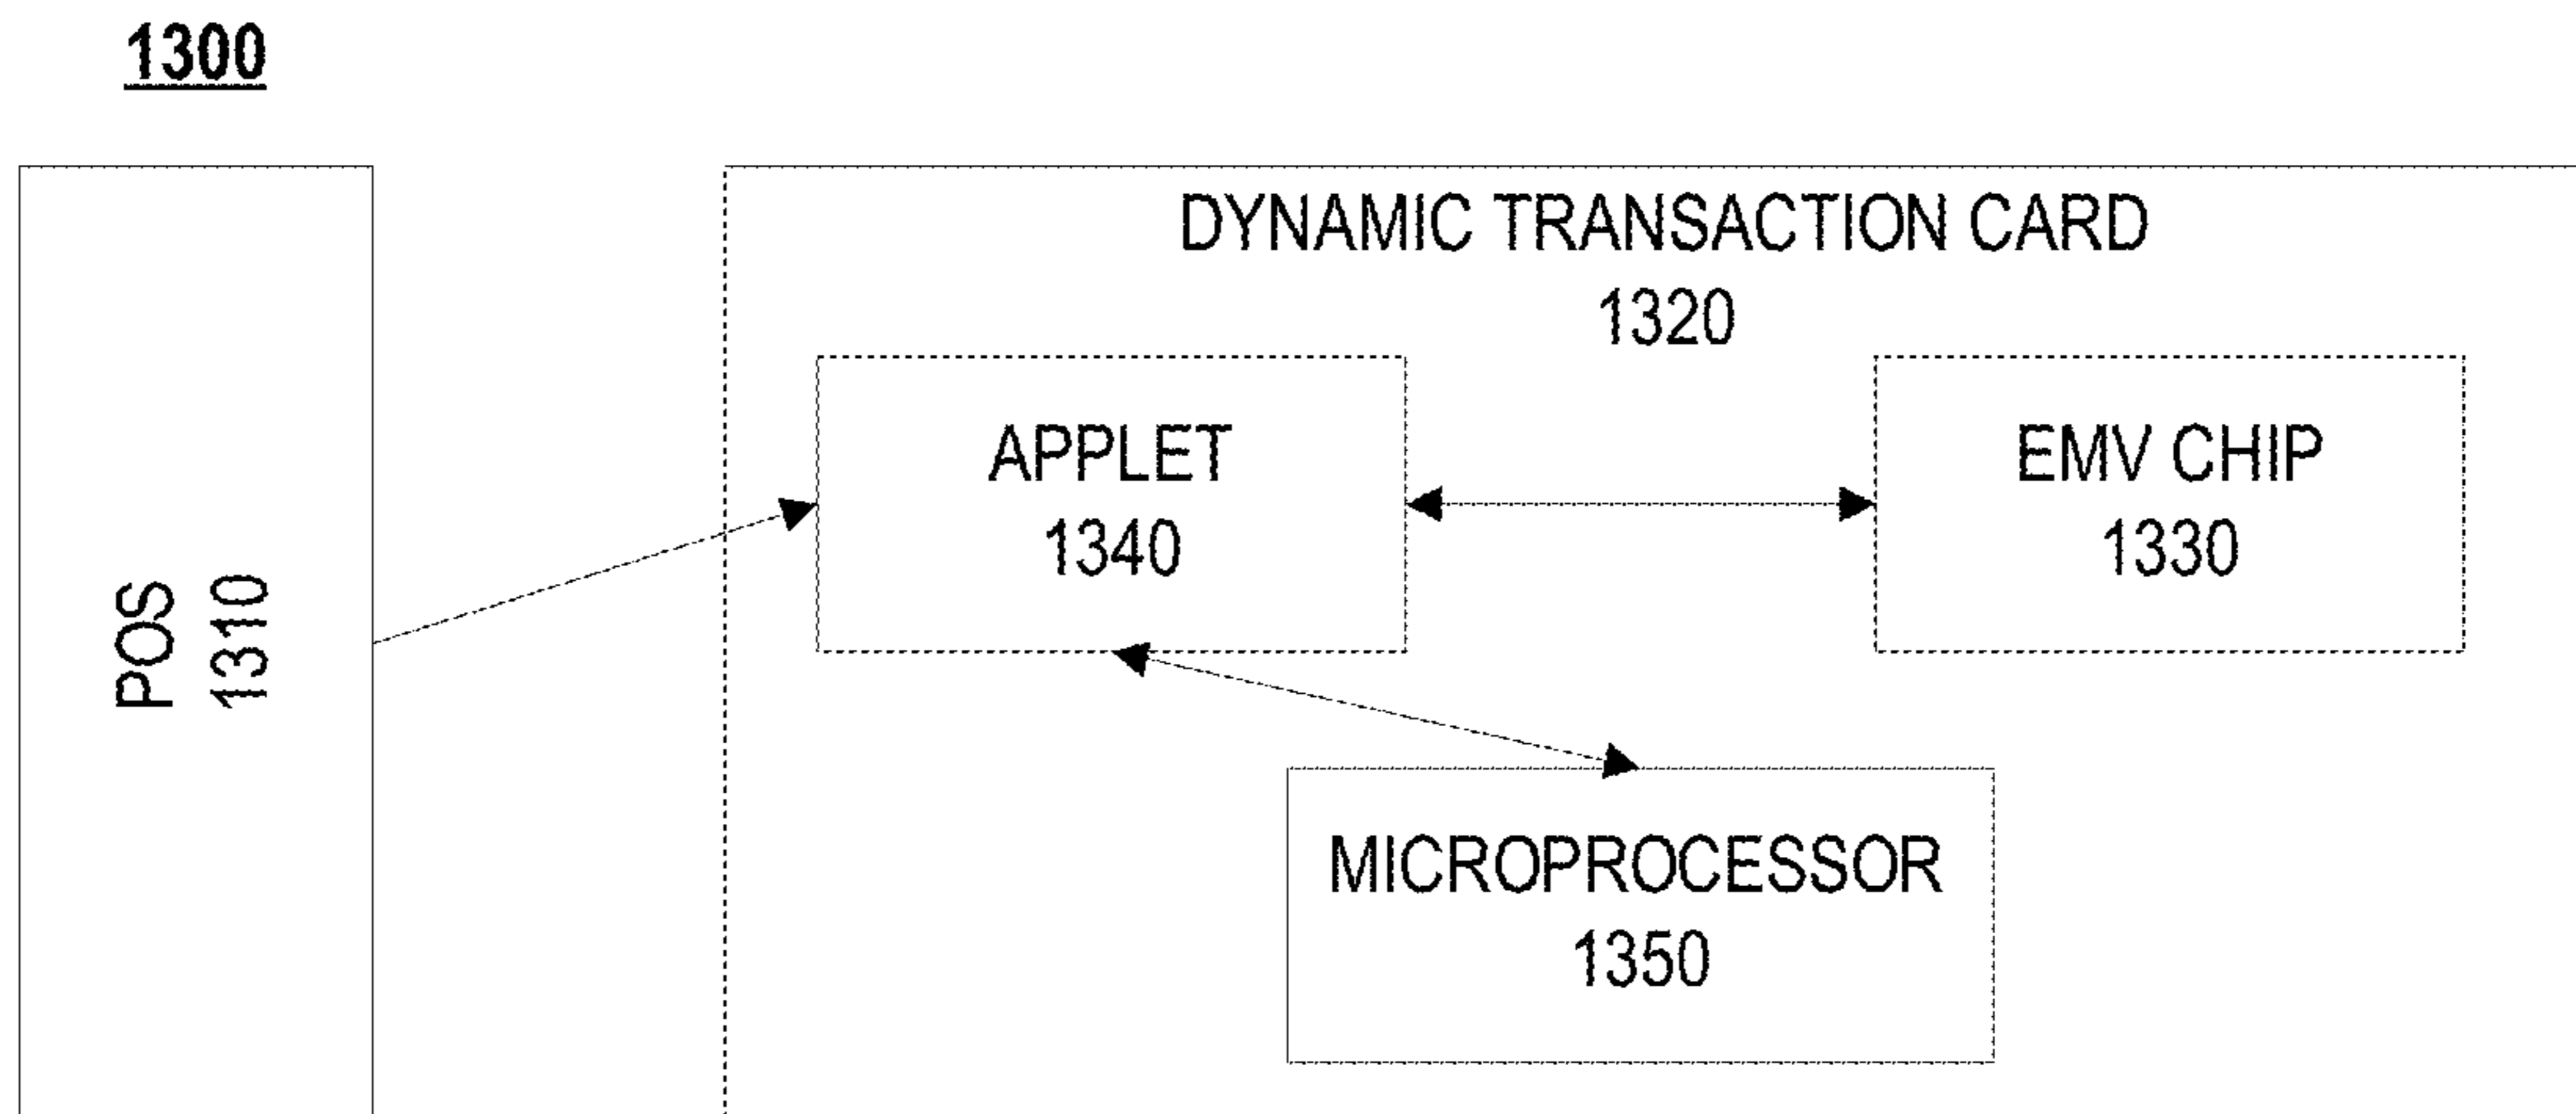 1300
POS
1310
DYNAMIC TRANSACTION CARD
1320
APPLET
1340
EMV CHIP
1330
MICROPROCESSOR
1350